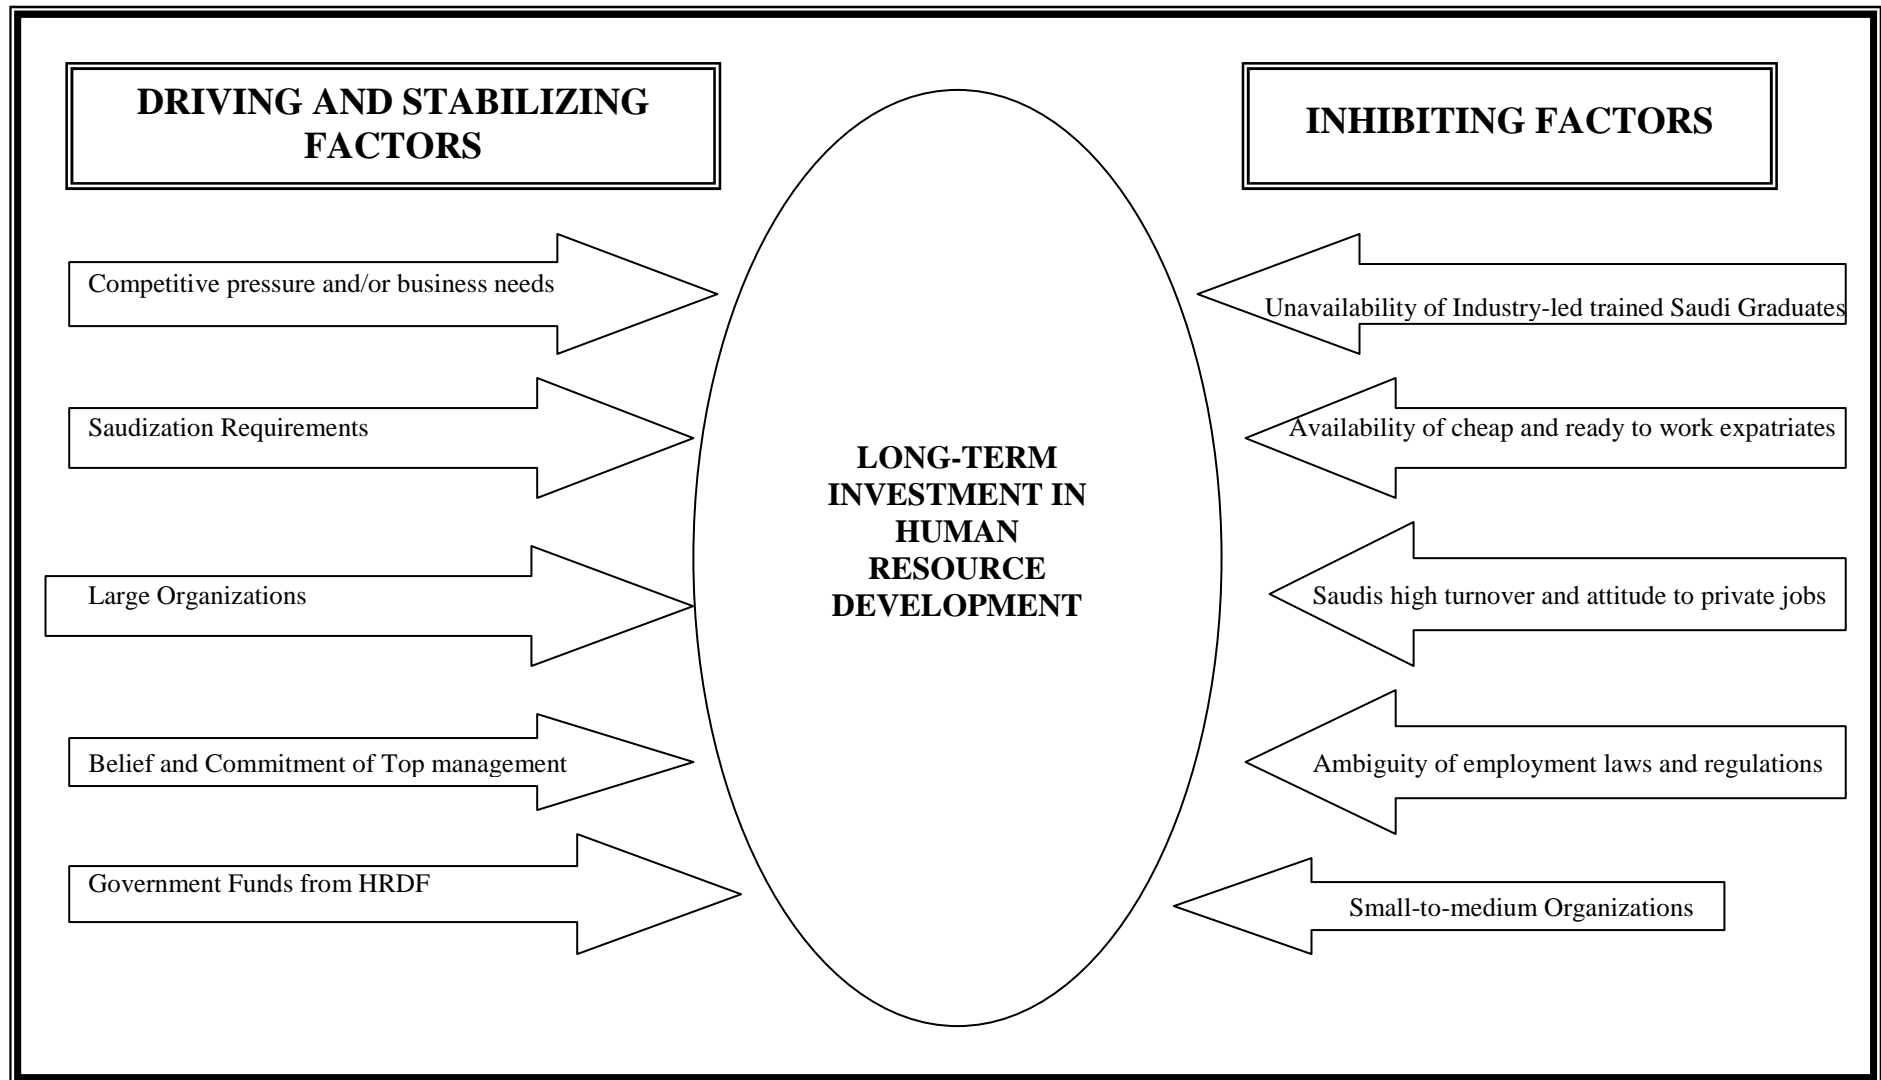 DRIVING AND STABILIZING
FACTORS
Competitive pressure and/or business needs
Saudization Requirements
Large Organizations
Belief and Commitment of Top management
Government Funds from HRDF
LONG-TERM
INVESTMENT IN
HUMAN
RESOURCE
DEVELOPMENT
INHIBITING FACTORS
Unavailability of Industry-led trained Saudi Graduates
Availability of cheap and ready to work expatriates
Saudis high turnover and attitude to private jobs
Ambiguity of employment laws and regulations
Small-to-medium Organizations